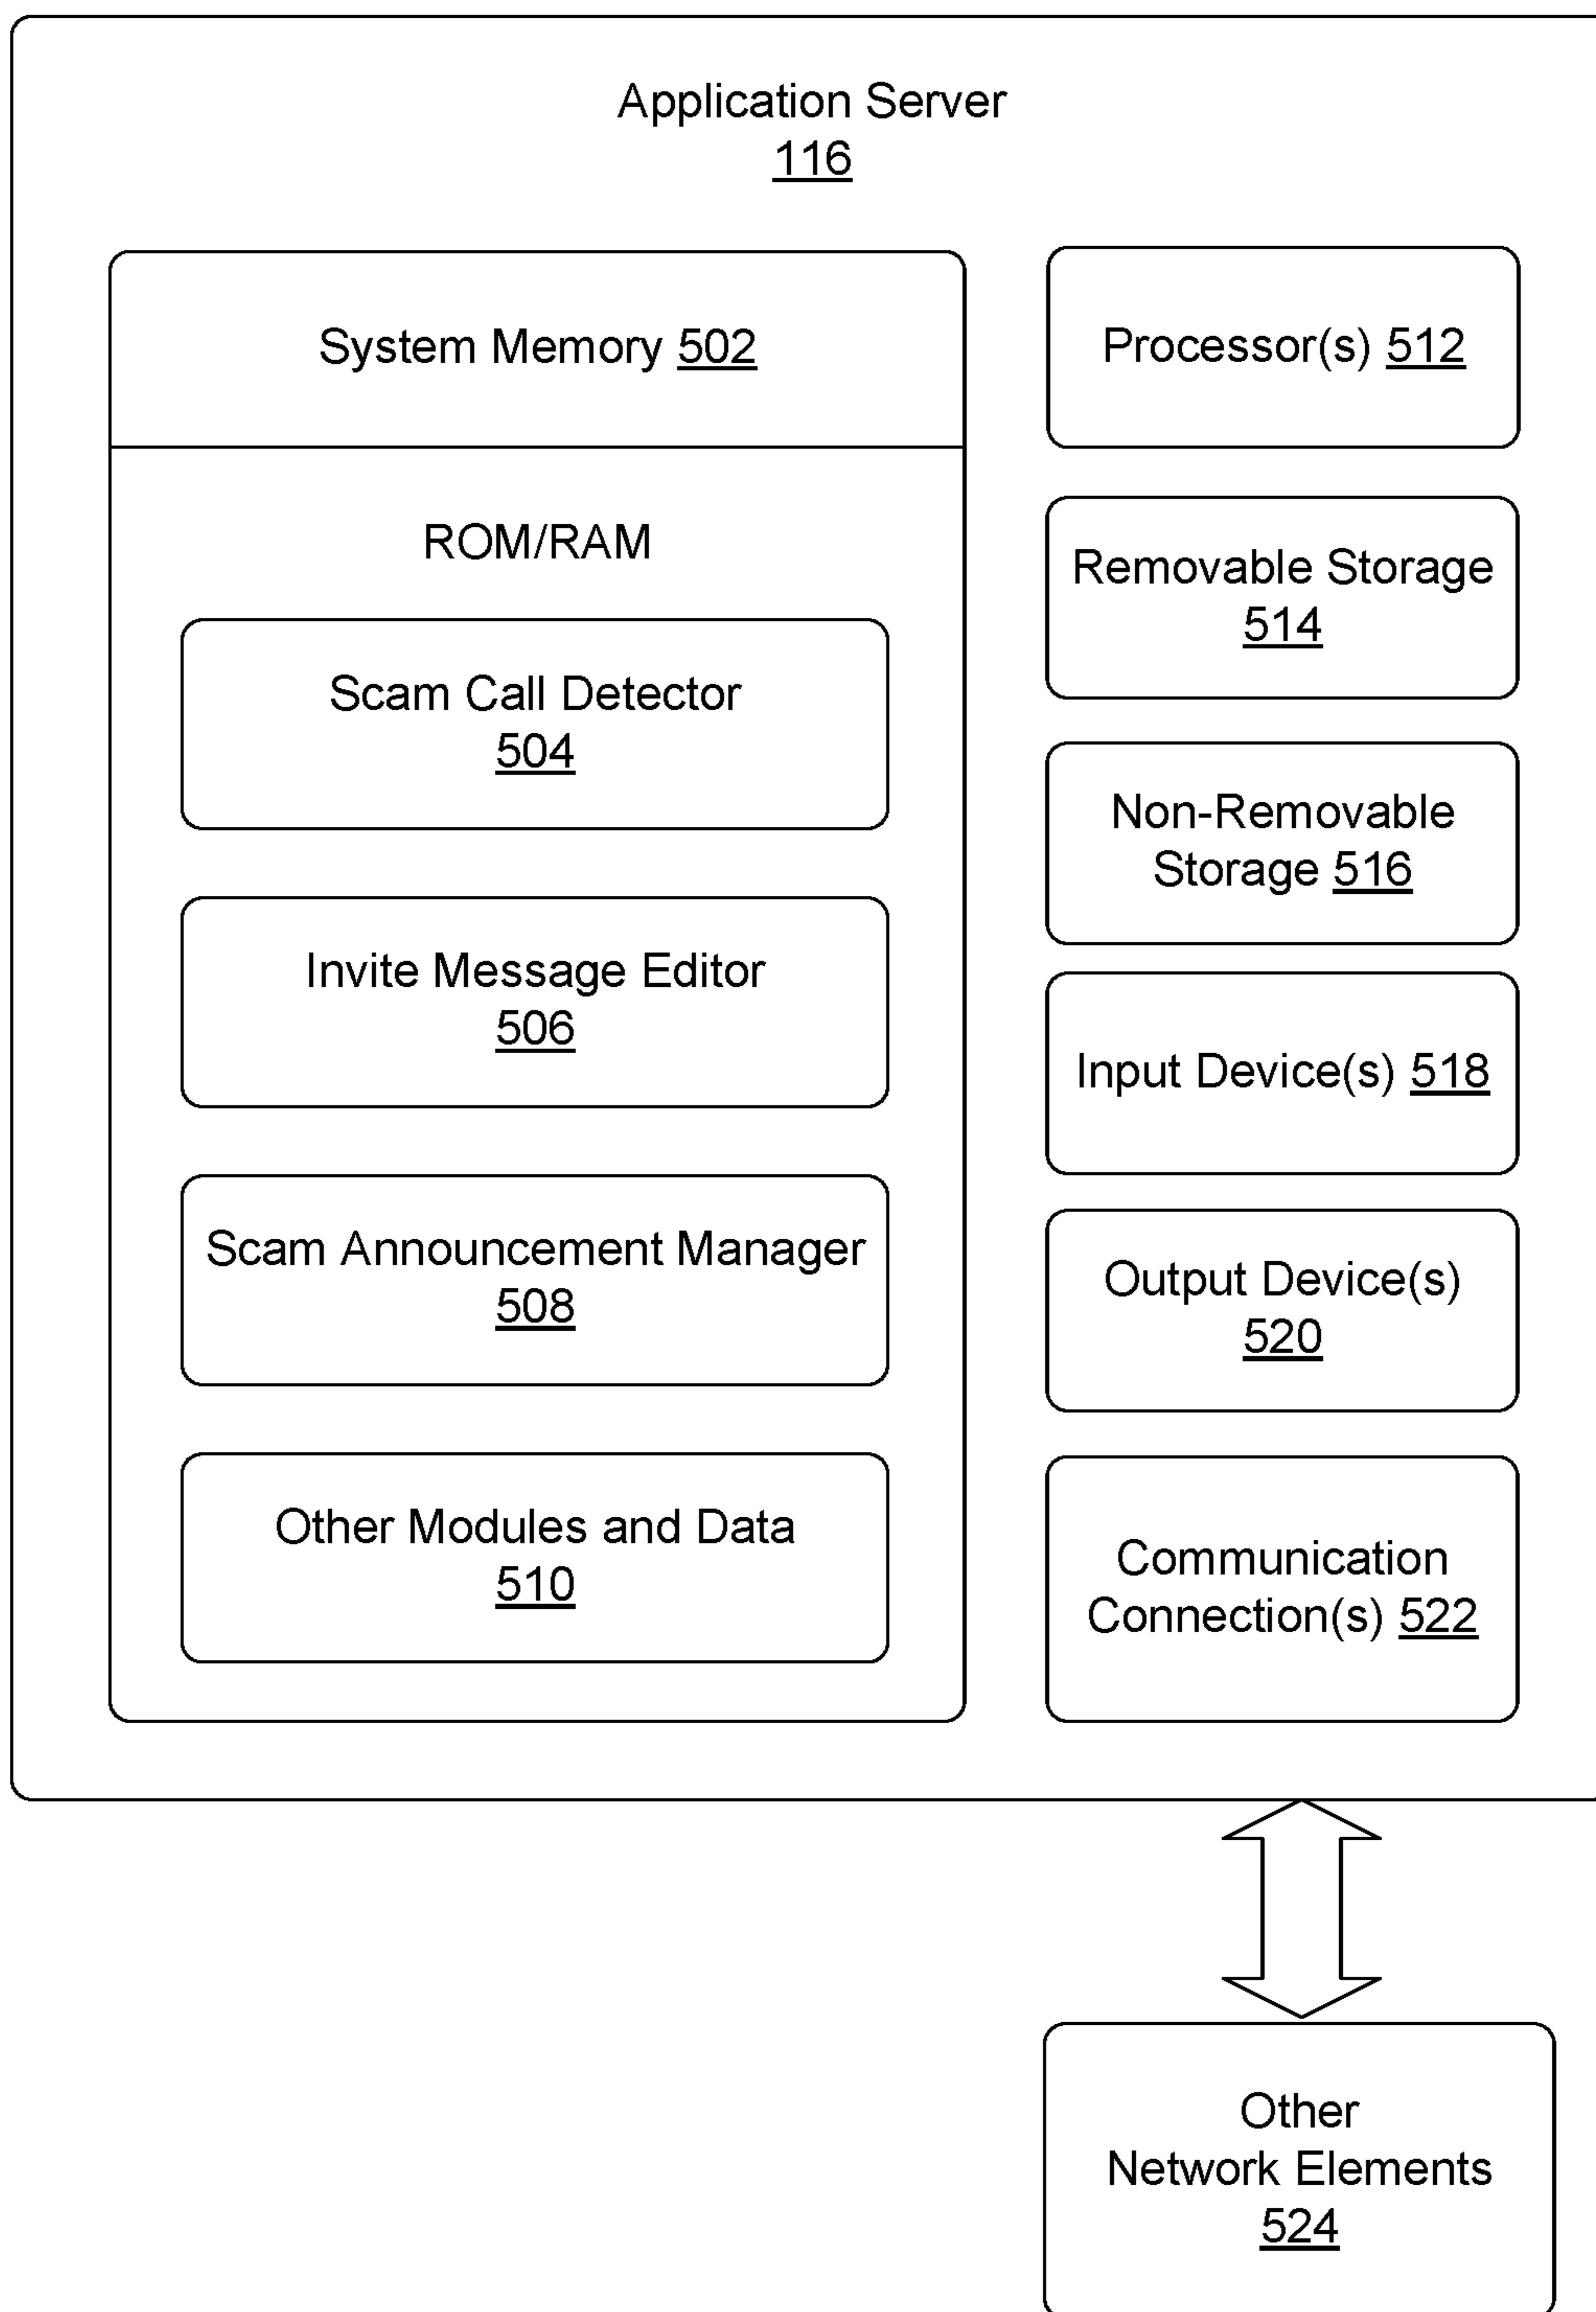 Application Server
116
System Memory 502
ROM/RAM
Scam Call Detector
504
Invite Message Editor
506
Scam Announcement Manager
508
Other Modules and Data
510
Processor(s) 512
Removable Storage
514
Non-Removable
Storage 516
Input Device(s) 518
Output Device(s)
520
Communication
Connection(s) 522
Other
Network Elements
524